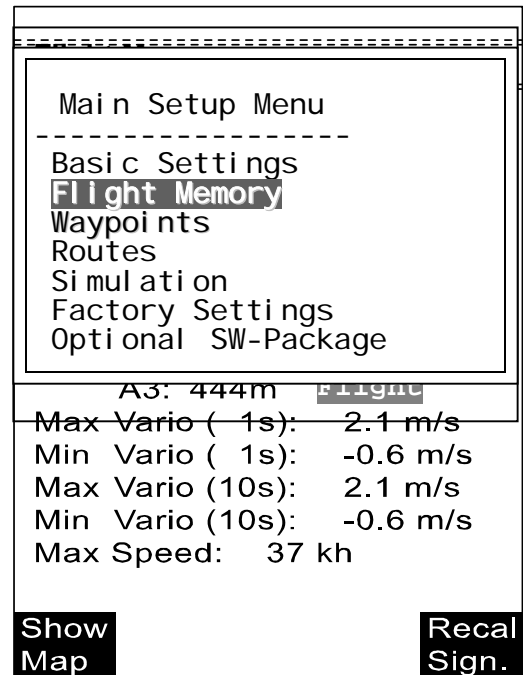 Main Setup Menu
------------------
Basic Settings
Flight Memory
Waypoints
Routes
Simulation
Factory Settings
Optional SW-Package
A3: 444m Flight
Max Vario ( 1s): 2.1 m/s
Min Vario ( 1s): -0.6 m/s
Max Vario (10s): 2.1 m/s
Min Vario (10s): -0.6 m/s
Max Speed: 37 kh
Show Recal
Map Sign.